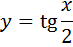 y = tg x/2